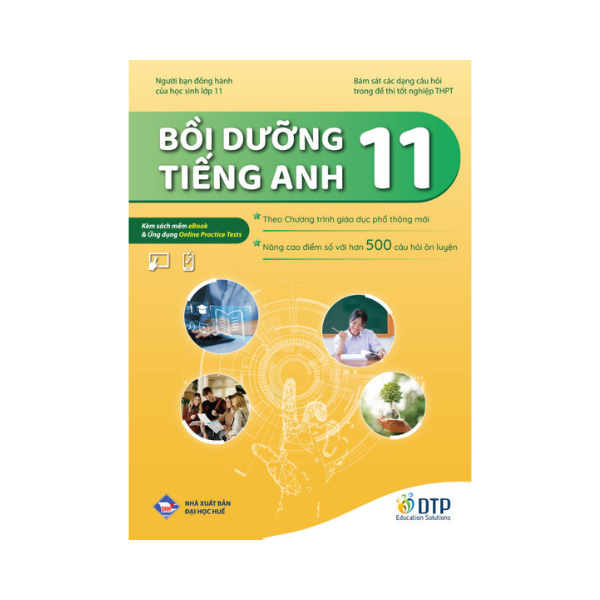 Người bạn đồng hành
của học sinh lớp 11
Bám sát các dạng câu hỏi
trong đề thi tốt nghiệp THPT
BỒI DƯỠNG
TIẾNG ANH
11
Kèm sách mềm eBook
& Ứng dụng Online Practice Tests
Theo Chương trình giáo dục phổ thông mới
Nâng cao điểm số với hơn 500 câu hỏi ôn luyện
DHH
NHÀ XUẤT BẢN
ĐẠI HỌC HUẾ
DTP
Education Solutions